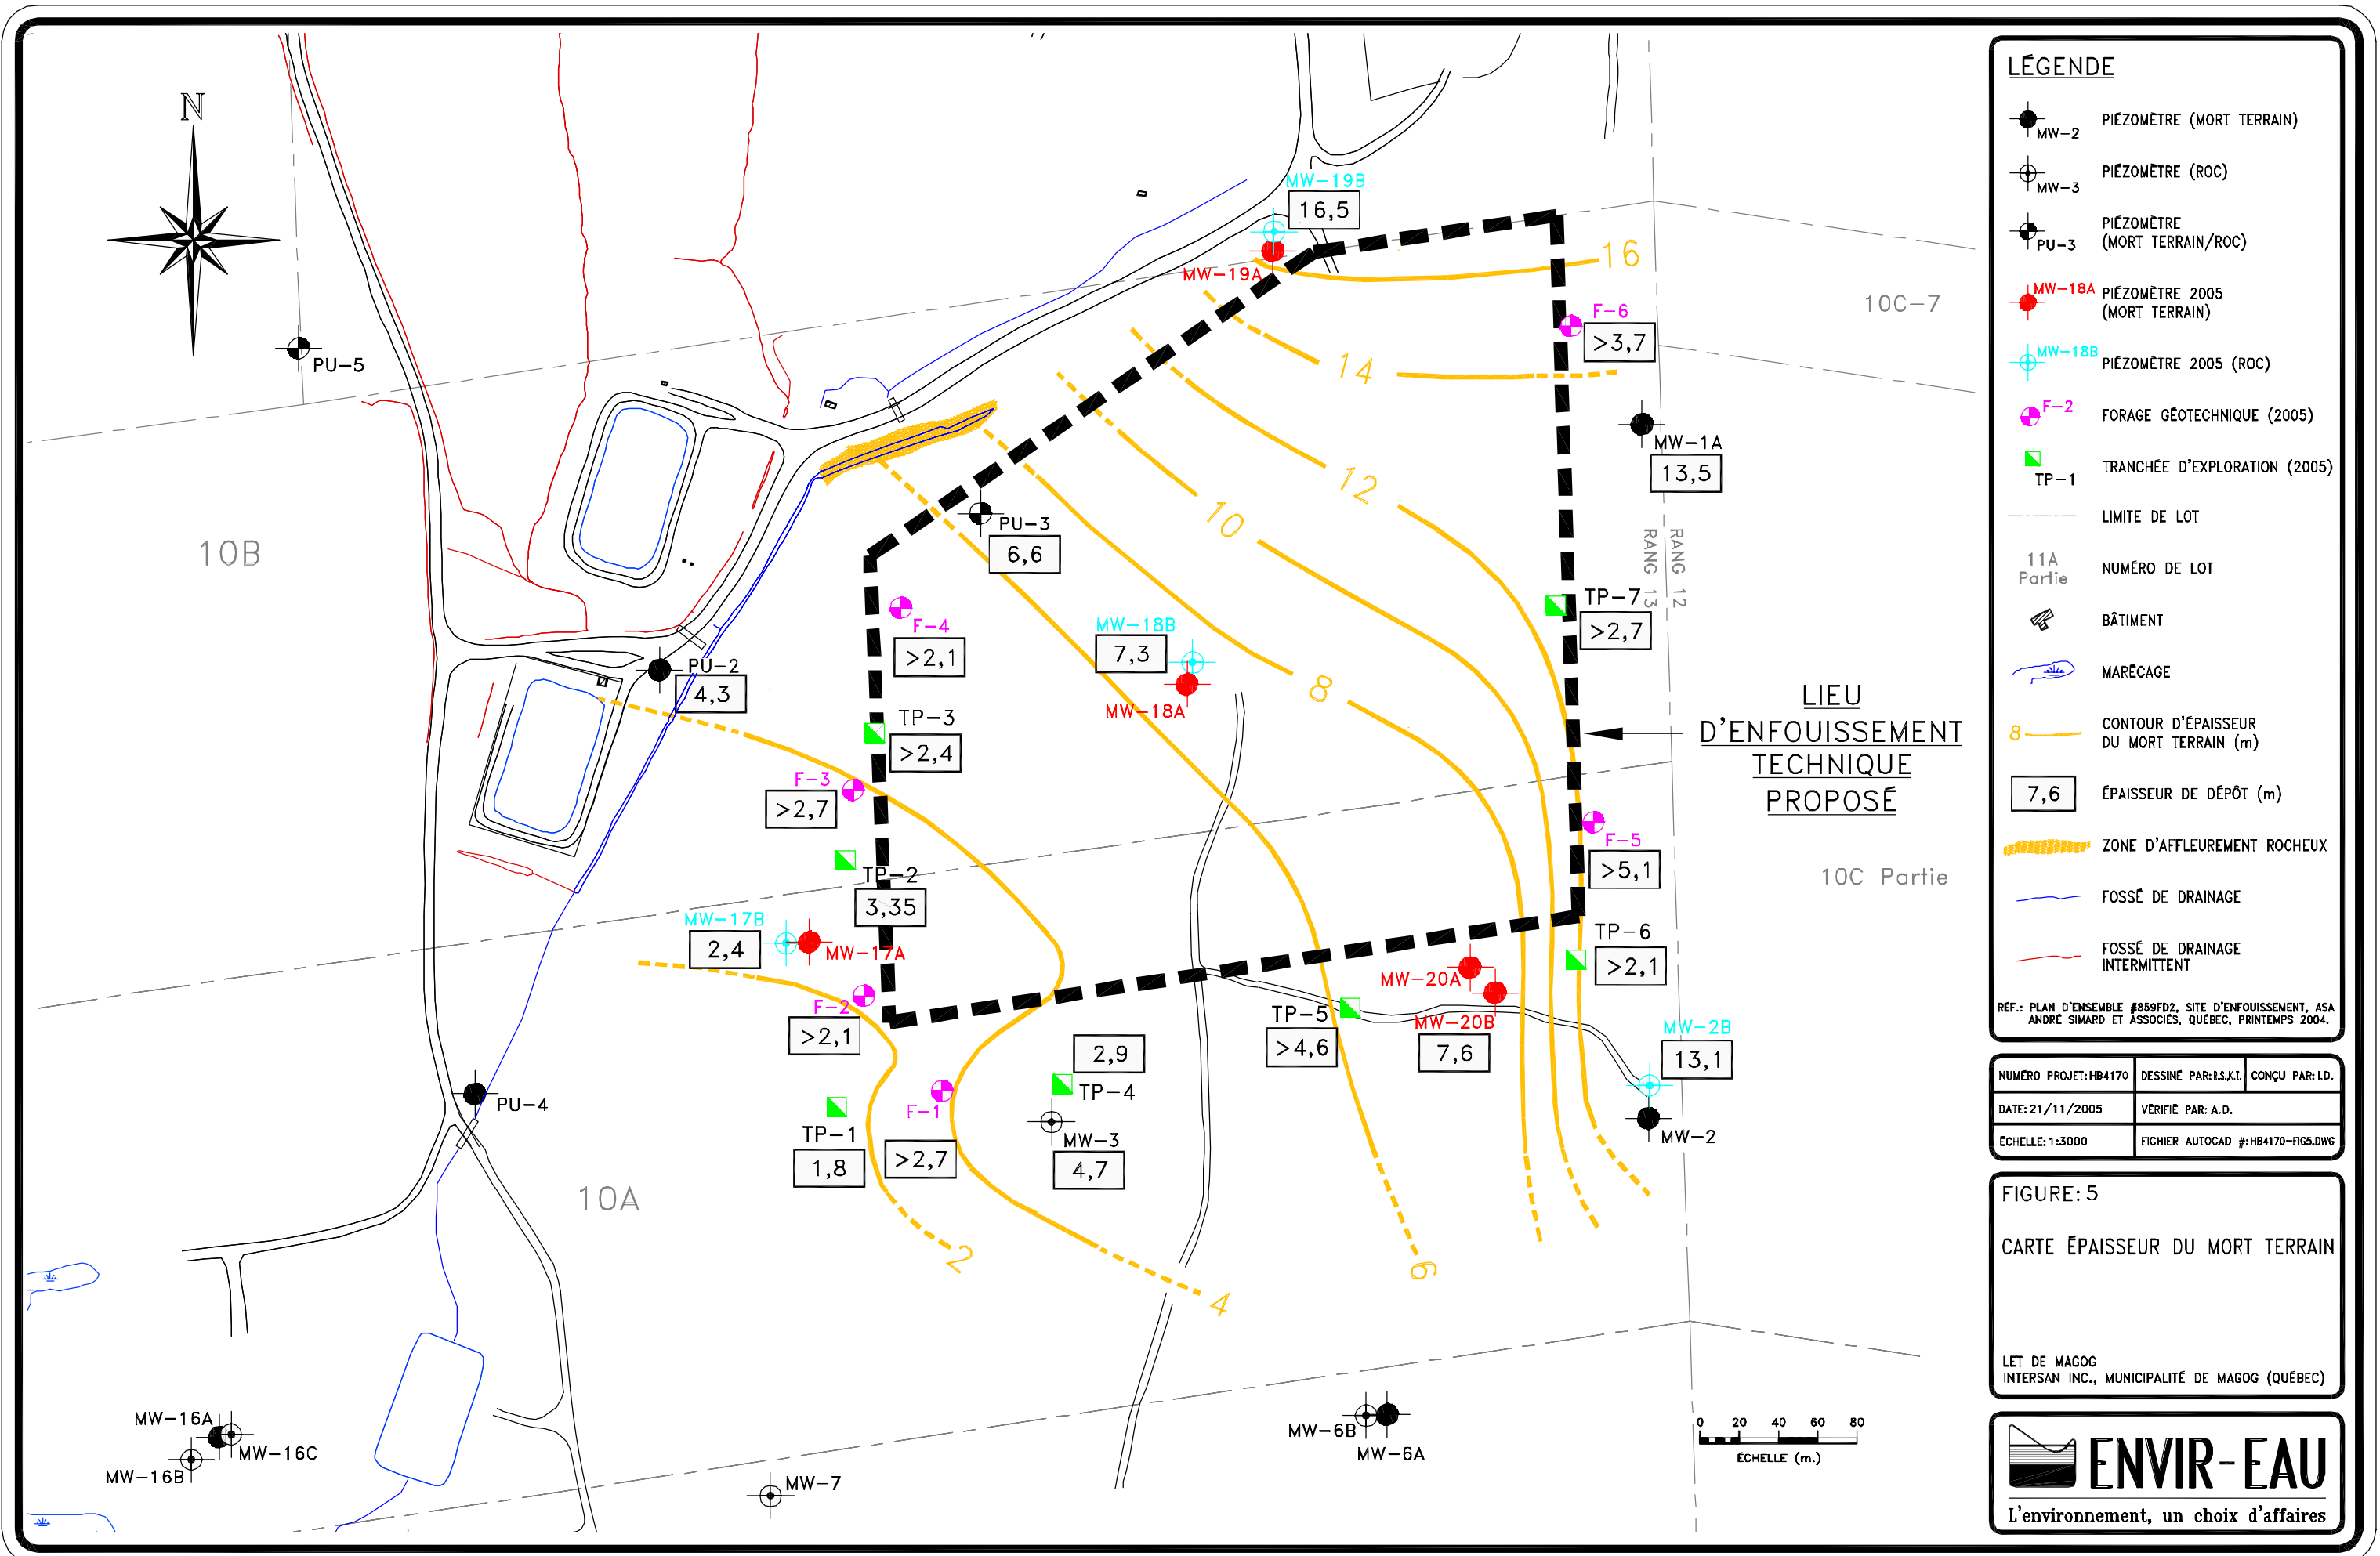 N
MW-19B
16,5
MW-19A
16
10C-7
F-6
>3,7
14
PU-5
MW-1A
13,5
12
10
10B
PU-3
6,6
RANG 13
RANG 12
TP-7
>2,7
F-4
>2,1
MW-18B
7,3
MW-18A
8
PU-2
4,3
TP-3
>2,4
LIEU
D'ENFOUISSEMENT
TECHNIQUE
PROPOSÉ
F-3
>2,7
F-5
>5,1
10C Partie
TP-2
3,35
MW-17B
2,4
MW-17A
TP-6
>2,1
MW-20A
F-2
>2,1
TP-5
>4,6
MW-20B
7,6
MW-2B
13,1
2,9
TP-4
PU-4
F-1
>2,7
TP-1
1,8
MW-3
4,7
MW-2
10A
2
4
6
MW-16A
MW-16C
MW-16B
MW-7
MW-6B
MW-6A
0 20 40 60 80
ÉCHELLE (m.)
LÉGENDE
MW-2 PIÉZOMÈTRE (MORT TERRAIN)
MW-3 PIÉZOMÈTRE (ROC)
PU-3 PIÉZOMÈTRE
(MORT TERRAIN/ROC)
MW-18A PIÉZOMÈTRE 2005
(MORT TERRAIN)
MW-18B PIÉZOMÈTRE 2005 (ROC)
F-2 FORAGE GÉOTECHNIQUE (2005)
TP-1 TRANCHÉE D'EXPLORATION (2005)
LIMITE DE LOT
11A
Partie
NUMÉRO DE LOT
BÂTIMENT
MARÉCAGE
8 CONTOUR D'ÉPAISSEUR
DU MORT TERRAIN (m)
7,6 ÉPAISSEUR DE DÉPÔT (m)
ZONE D'AFFLEUREMENT ROCHEUX
FOSSÉ DE DRAINAGE
FOSSÉ DE DRAINAGE
INTERMITTENT
RÉF.: PLAN D'ENSEMBLE #859FD2, SITE D'ENFOUISSEMENT, ASA
ANDRÉ SIMARD ET ASSOCIÉS, QUÉBEC, PRINTEMPS 2004.
NUMÉRO PROJET: HB4170 DESSINÉ PAR: CONÇU PAR: I.D.
DATE: 21/11/2005 VÉRIFIÉ PAR: A.D.
ÉCHELLE: 1:3000 FICHIER AUTOCAD #: HB4170-FIG5.DWG
FIGURE: 5
CARTE ÉPAISSEUR DU MORT TERRAIN
LET DE MAGOG
INTERSAN INC., MUNICIPALITÉ DE MAGOG (QUÉBEC)
ENVIR-EAU
L'environnement, un choix d'affaires